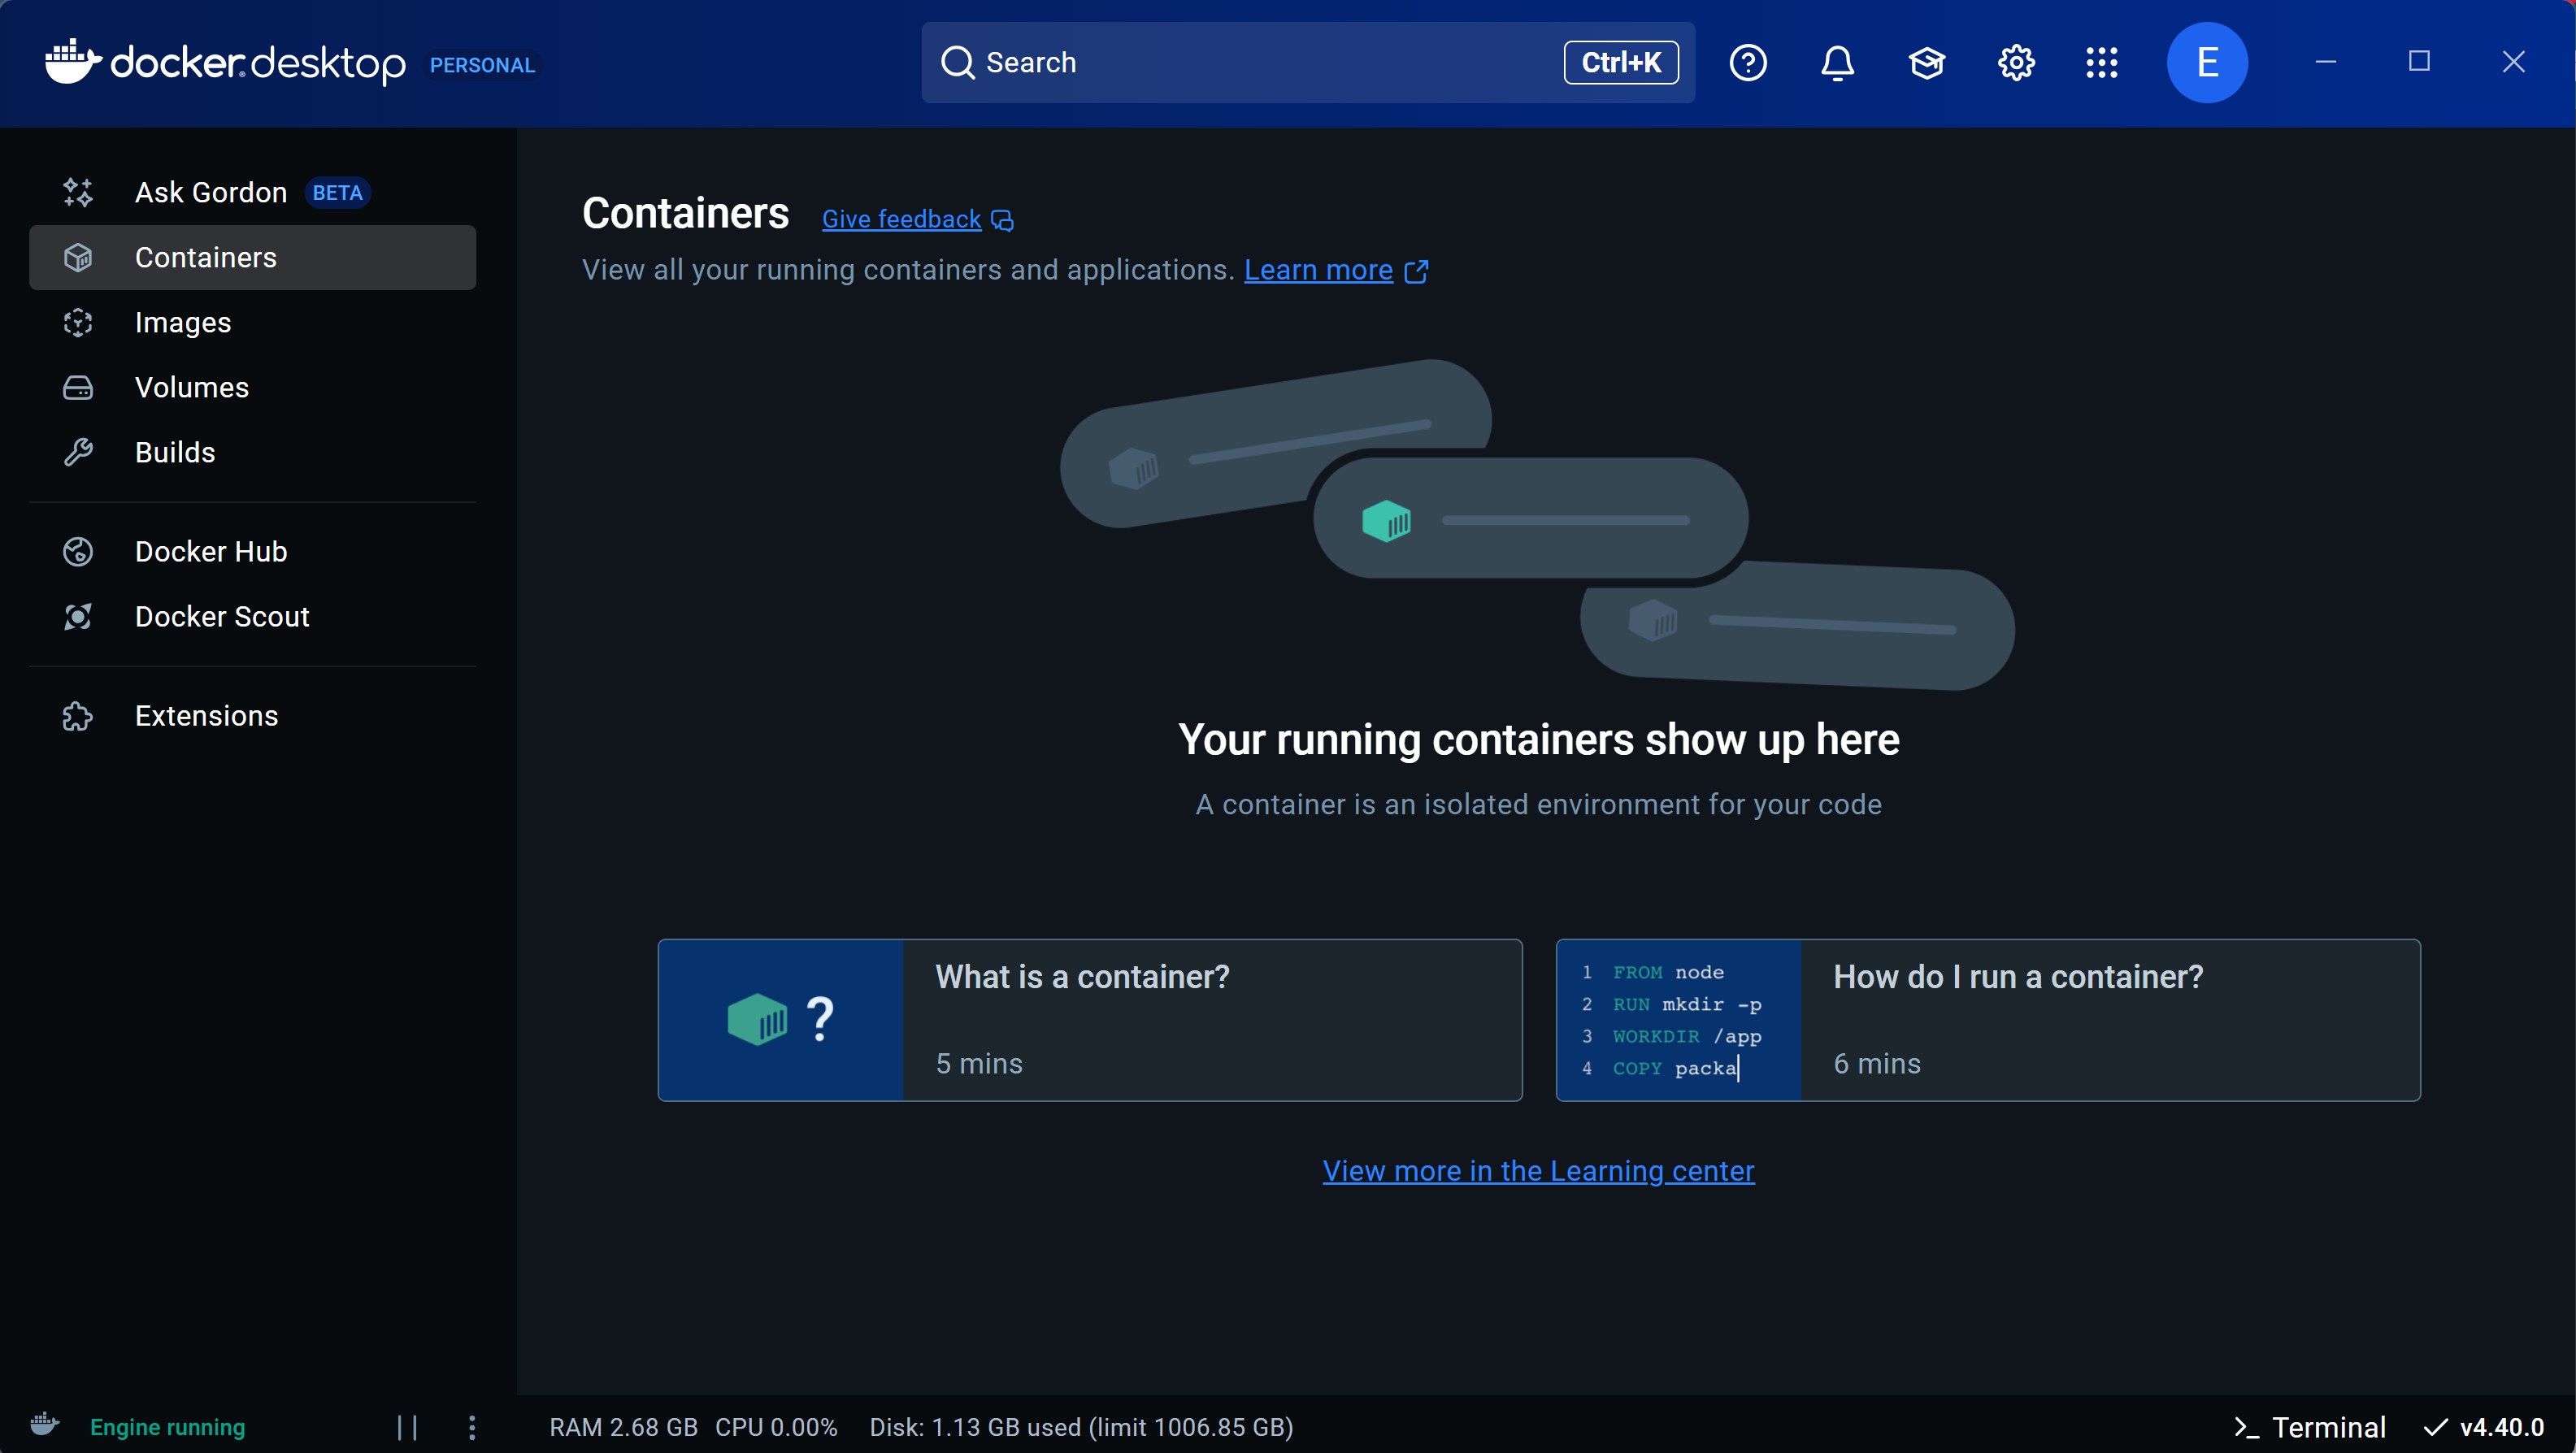 docker desktop PERSONAL
Search Ctrl+K
E
Ask Gordon BETA
Containers
Images
Volumes
Builds
Docker Hub
Docker Scout
Extensions
Containers Give feedback
View all your running containers and applications. Learn more
Your running containers show up here
A container is an isolated environment for your code
?
What is a container?
5 mins
1 FROM node
2 RUN mkdir -p
3 WORKDIR /app
4 COPY packa
How do I run a container?
6 mins
View more in the Learning center
Engine running
RAM 2.68 GB CPU 0.00% Disk: 1.13 GB used (limit 1006.85 GB)
Terminal
v4.40.0